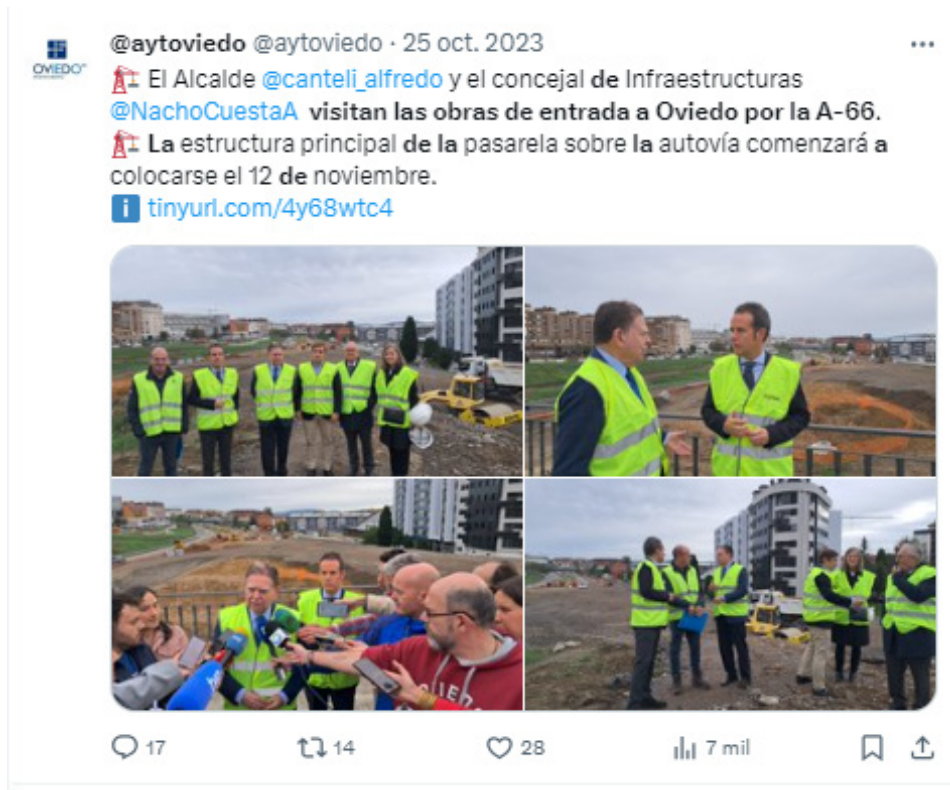 OVIEDO
@aytoviedo @aytoviedo · 25 oct. 2023
El Alcalde @canteli_alfredo y el concejal de Infraestructuras
@NachoCuestaA visitan las obras de entrada a Oviedo por la A-66.
La estructura principal de la pasarela sobre la autovía comenzará a
colocarse el 12 de noviembre.
i tinyurl.com/4y68wtc4
17 14 28 7 mil